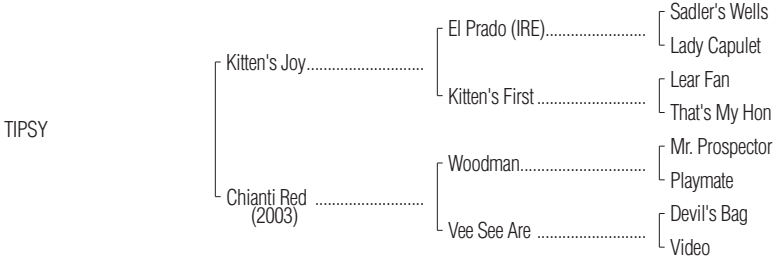 Sadler's Wells
El Prado (IRE)........................
Lady Capulet
Kitten's Joy...........................
Lear Fan
Kitten's First .........................
That's My Hon
TIPSY
Mr. Prospector
Woodman..............................
Playmate
Chianti Red .........................
(2003)
Devil's Bag
Vee See Are .........................
Video